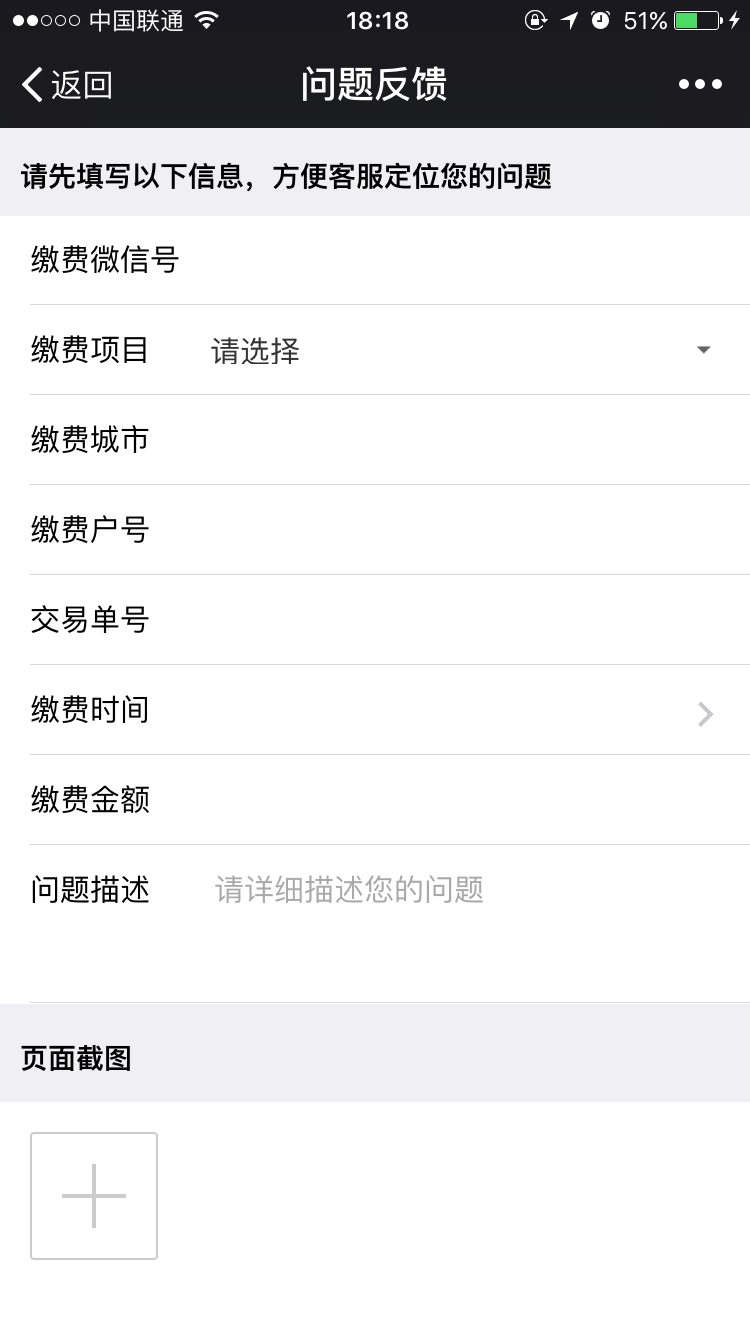 中国联通 18:18 51%
返回 问题反馈
请先填写以下信息，方便客服定位您的问题
缴费微信号
缴费项目 请选择
缴费城市
缴费户号
交易单号
缴费时间
缴费金额
问题描述 请详细描述您的问题
页面截图